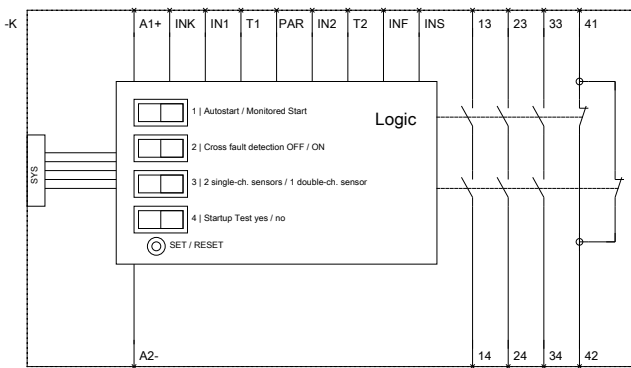 -K A1+ INK IN1 T1 PAR IN2 T2 INF INS 13 23 33 41
1 | Autostart / Monitored Start
Logic
2 | Cross fault detection OFF / ON
SYS
3 | 2 single-ch. sensors / 1 double-ch. sensor
4 | Startup Test yes / no
SET / RESET
A2- 14 24 34 42